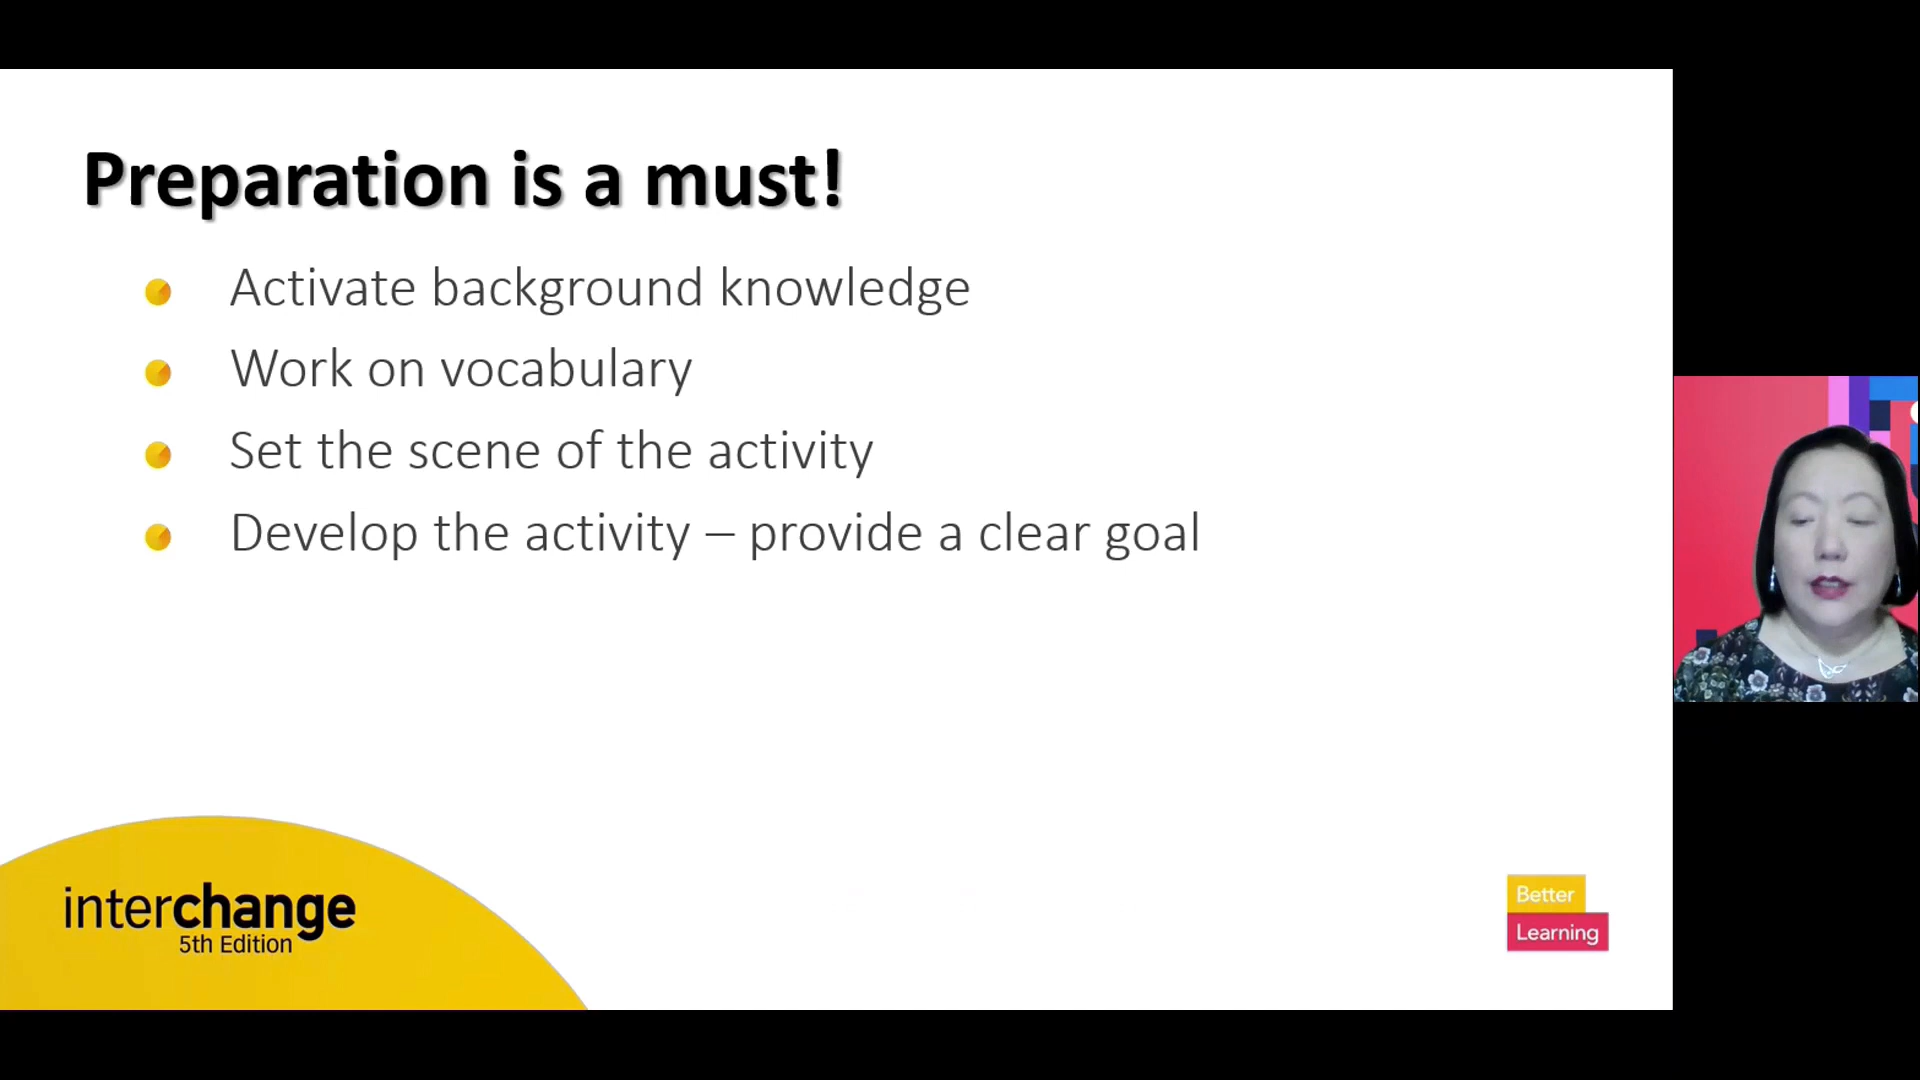 Preparation is a must!
Activate background knowledge
Work on vocabulary
Set the scene of the activity
Develop the activity – provide a clear goal
interchange
5th Edition
Better
Learning